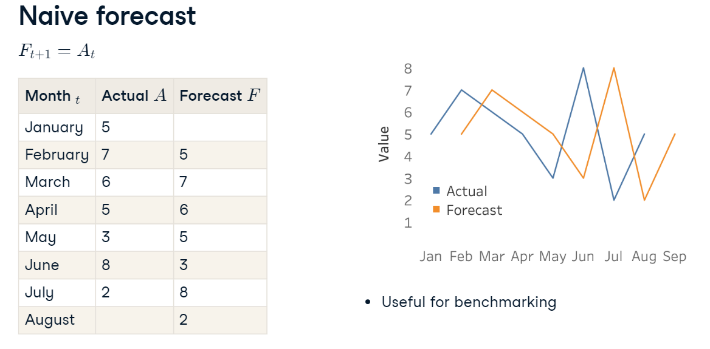 Naive forecast
F_{t+1} = A_t
Month t Actual A Forecast F
January 5
February 7 5
March 6 7
April 5 6
May 3 5
June 8 3
July 2 8
August 2
Value
8
7
6
5
4
3
2
1
Actual
Forecast
Jan Feb Mar Apr May Jun Jul Aug Sep
• Useful for benchmarking